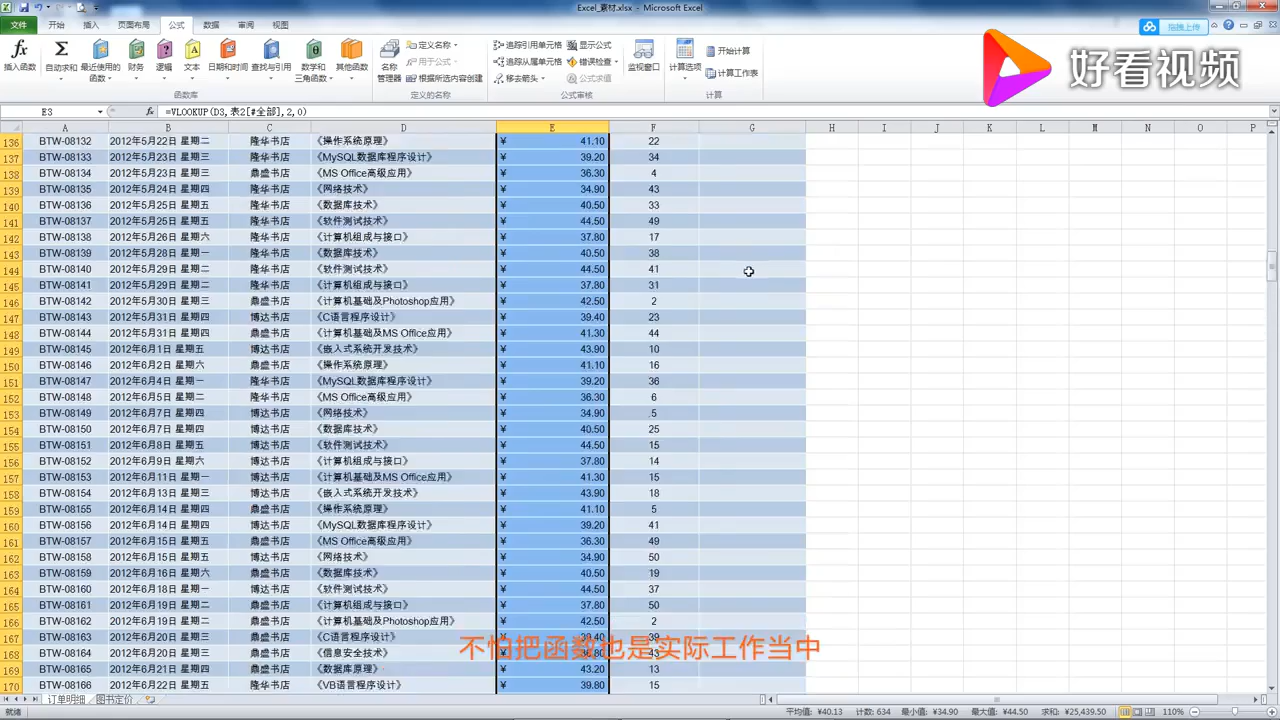 Excel_素材.xlsx - Microsoft Excel
文件 开始 插入 页面布局 公式 数据 审阅 视图 拖拽上传
插入函数 自动求和 最近使用的函数 财务 逻辑 文本 日期和时间 查找与引用 数学和三角函数 其他函数 名称管理器 定义名称 用于公式 根据所选内容创建 追踪引用单元格 追踪从属单元格 移去箭头 显示公式 错误检查 公式求值 监视窗口 计算选项 开始计算 计算工作表
函数库 定义的名称 公式审核 计算
好看视频
E3 fx =VLOOKUP(D3,表2[#全部],2,0)
A B C D E F G H I J K L M N O P
136 BTW-08132 2012年5月22日 星期二 隆华书店 《操作系统原理》 ¥ 41.10 22
137 BTW-08133 2012年5月23日 星期三 隆华书店 《MySQL数据库程序设计》 ¥ 39.20 34
138 BTW-08134 2012年5月23日 星期三 鼎盛书店 《MS Office高级应用》 ¥ 36.30 4
139 BTW-08135 2012年5月24日 星期四 隆华书店 《网络技术》 ¥ 34.90 43
140 BTW-08136 2012年5月25日 星期五 隆华书店 《数据库技术》 ¥ 40.50 33
141 BTW-08137 2012年5月25日 星期五 隆华书店 《软件测试技术》 ¥ 44.50 49
142 BTW-08138 2012年5月26日 星期六 隆华书店 《计算机组成与接口》 ¥ 37.80 17
143 BTW-08139 2012年5月28日 星期一 隆华书店 《数据库技术》 ¥ 40.50 38
144 BTW-08140 2012年5月29日 星期二 隆华书店 《软件测试技术》 ¥ 44.50 41
145 BTW-08141 2012年5月29日 星期二 隆华书店 《计算机组成与接口》 ¥ 37.80 31
146 BTW-08142 2012年5月30日 星期三 鼎盛书店 《计算机基础及Photoshop应用》 ¥ 42.50 2
147 BTW-08143 2012年5月31日 星期四 博达书店 《C语言程序设计》 ¥ 39.40 23
148 BTW-08144 2012年5月31日 星期四 鼎盛书店 《计算机基础及MS Office应用》 ¥ 41.30 44
149 BTW-08145 2012年6月1日 星期五 博达书店 《嵌入式系统开发技术》 ¥ 43.90 10
150 BTW-08146 2012年6月2日 星期六 鼎盛书店 《操作系统原理》 ¥ 41.10 16
151 BTW-08147 2012年6月4日 星期一 隆华书店 《MySQL数据库程序设计》 ¥ 39.20 36
152 BTW-08148 2012年6月5日 星期二 隆华书店 《MS Office高级应用》 ¥ 36.30 6
153 BTW-08149 2012年6月7日 星期四 博达书店 《网络技术》 ¥ 34.90 5
154 BTW-08150 2012年6月7日 星期四 博达书店 《数据库技术》 ¥ 40.50 25
155 BTW-08151 2012年6月8日 星期五 博达书店 《软件测试技术》 ¥ 44.50 15
156 BTW-08152 2012年6月9日 星期六 博达书店 《计算机组成与接口》 ¥ 37.80 14
157 BTW-08153 2012年6月11日 星期一 博达书店 《计算机基础及MS Office应用》 ¥ 41.30 15
158 BTW-08154 2012年6月13日 星期三 博达书店 《嵌入式系统开发技术》 ¥ 43.90 18
159 BTW-08155 2012年6月14日 星期四 博达书店 《操作系统原理》 ¥ 41.10 5
160 BTW-08156 2012年6月14日 星期四 博达书店 《MySQL数据库程序设计》 ¥ 39.20 41
161 BTW-08157 2012年6月15日 星期五 鼎盛书店 《MS Office高级应用》 ¥ 36.30 49
162 BTW-08158 2012年6月15日 星期五 博达书店 《网络技术》 ¥ 34.90 50
163 BTW-08159 2012年6月16日 星期六 鼎盛书店 《数据库技术》 ¥ 40.50 19
164 BTW-08160 2012年6月18日 星期一 鼎盛书店 《软件测试技术》 ¥ 44.50 37
165 BTW-08161 2012年6月19日 星期二 鼎盛书店 《计算机组成与接口》 ¥ 37.80 50
166 BTW-08162 2012年6月19日 星期二 鼎盛书店 《计算机基础及Photoshop应用》 ¥ 42.50 2
167 BTW-08163 2012年6月20日 星期三 鼎盛书店 《C语言程序设计》 ¥ 39.40 39
168 BTW-08164 2012年6月20日 星期三 鼎盛书店 《信息安全技术》 ¥ 43
169 BTW-08165 2012年6月21日 星期四 鼎盛书店 《数据库原理》 ¥ 43.20 13
170 BTW-08166 2012年6月22日 星期五 隆华书店 《VB语言程序设计》 ¥ 39.80 15
不怕把函数也是实际工作当中
订单明细 图书定价
就绪 平均值: ¥40.13 计数: 634 最小值: ¥34.90 最大值: ¥44.50 求和: ¥25,439.50 110%